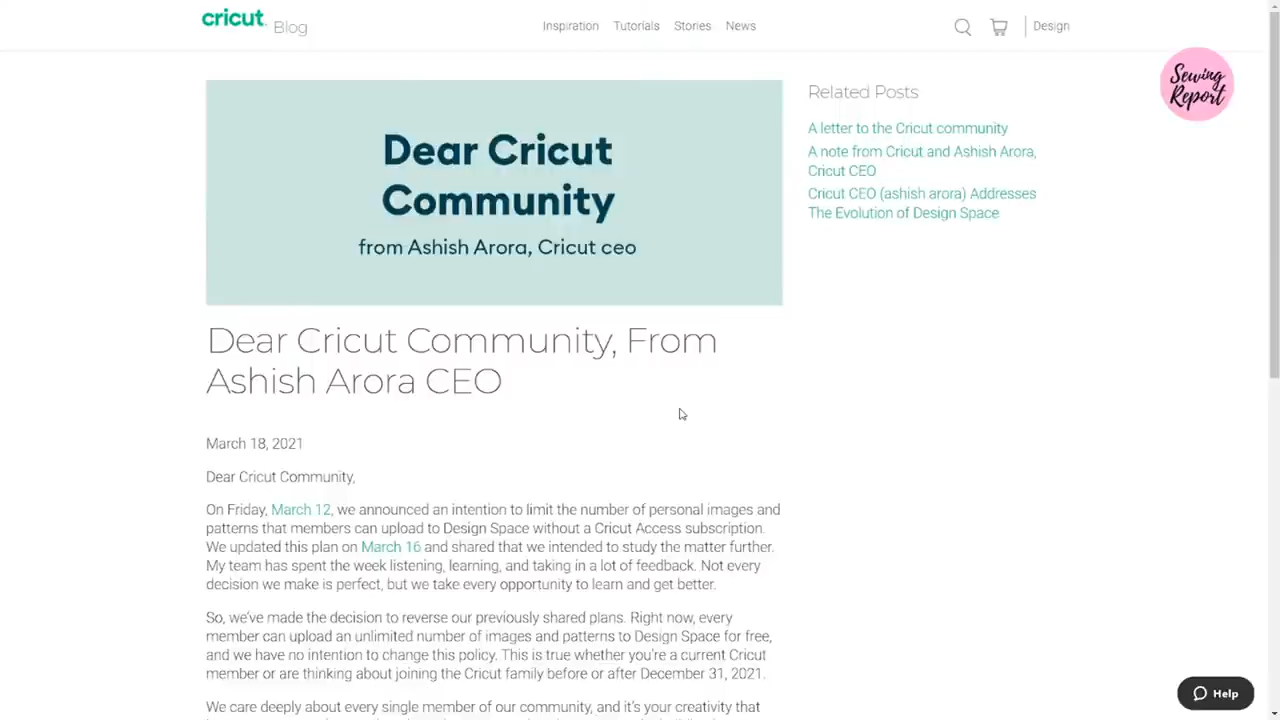 cricut Blog
Inspiration Tutorials Stories News
Design
Sewing
Report
Dear Cricut
Community
from Ashish Arora, Cricut ceo
Related Posts
A letter to the Cricut community
A note from Cricut and Ashish Arora,
Cricut CEO
Cricut CEO (ashish arora) Addresses
The Evolution of Design Space
Dear Cricut Community, From
Ashish Arora CEO
March 18, 2021
Dear Cricut Community,
On Friday, March 12, we announced an intention to limit the number of personal images and
patterns that members can upload to Design Space without a Cricut Access subscription.
We updated this plan on March 16 and shared that we intended to study the matter further.
My team has spent the week listening, learning, and taking in a lot of feedback. Not every
decision we make is perfect, but we take every opportunity to learn and get better.
So, we've made the decision to reverse our previously shared plans. Right now, every
member can upload an unlimited number of images and patterns to Design Space for free,
and we have no intention to change this policy. This is true whether you're a current Cricut
member or are thinking about joining the Cricut family before or after December 31, 2021.
We care deeply about every single member of our community, and it's your creativity that
Help